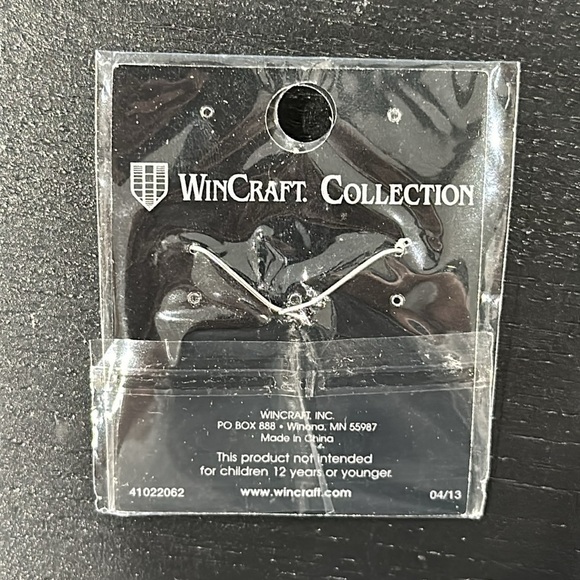 WINCRAFT. COLLECTION
WINCRAFT, INC.
PO BOX 888 • Winona, MN 55987
Made in China
This product not intended
for children 12 years or younger.
41022062 www.wincraft.com 04/13